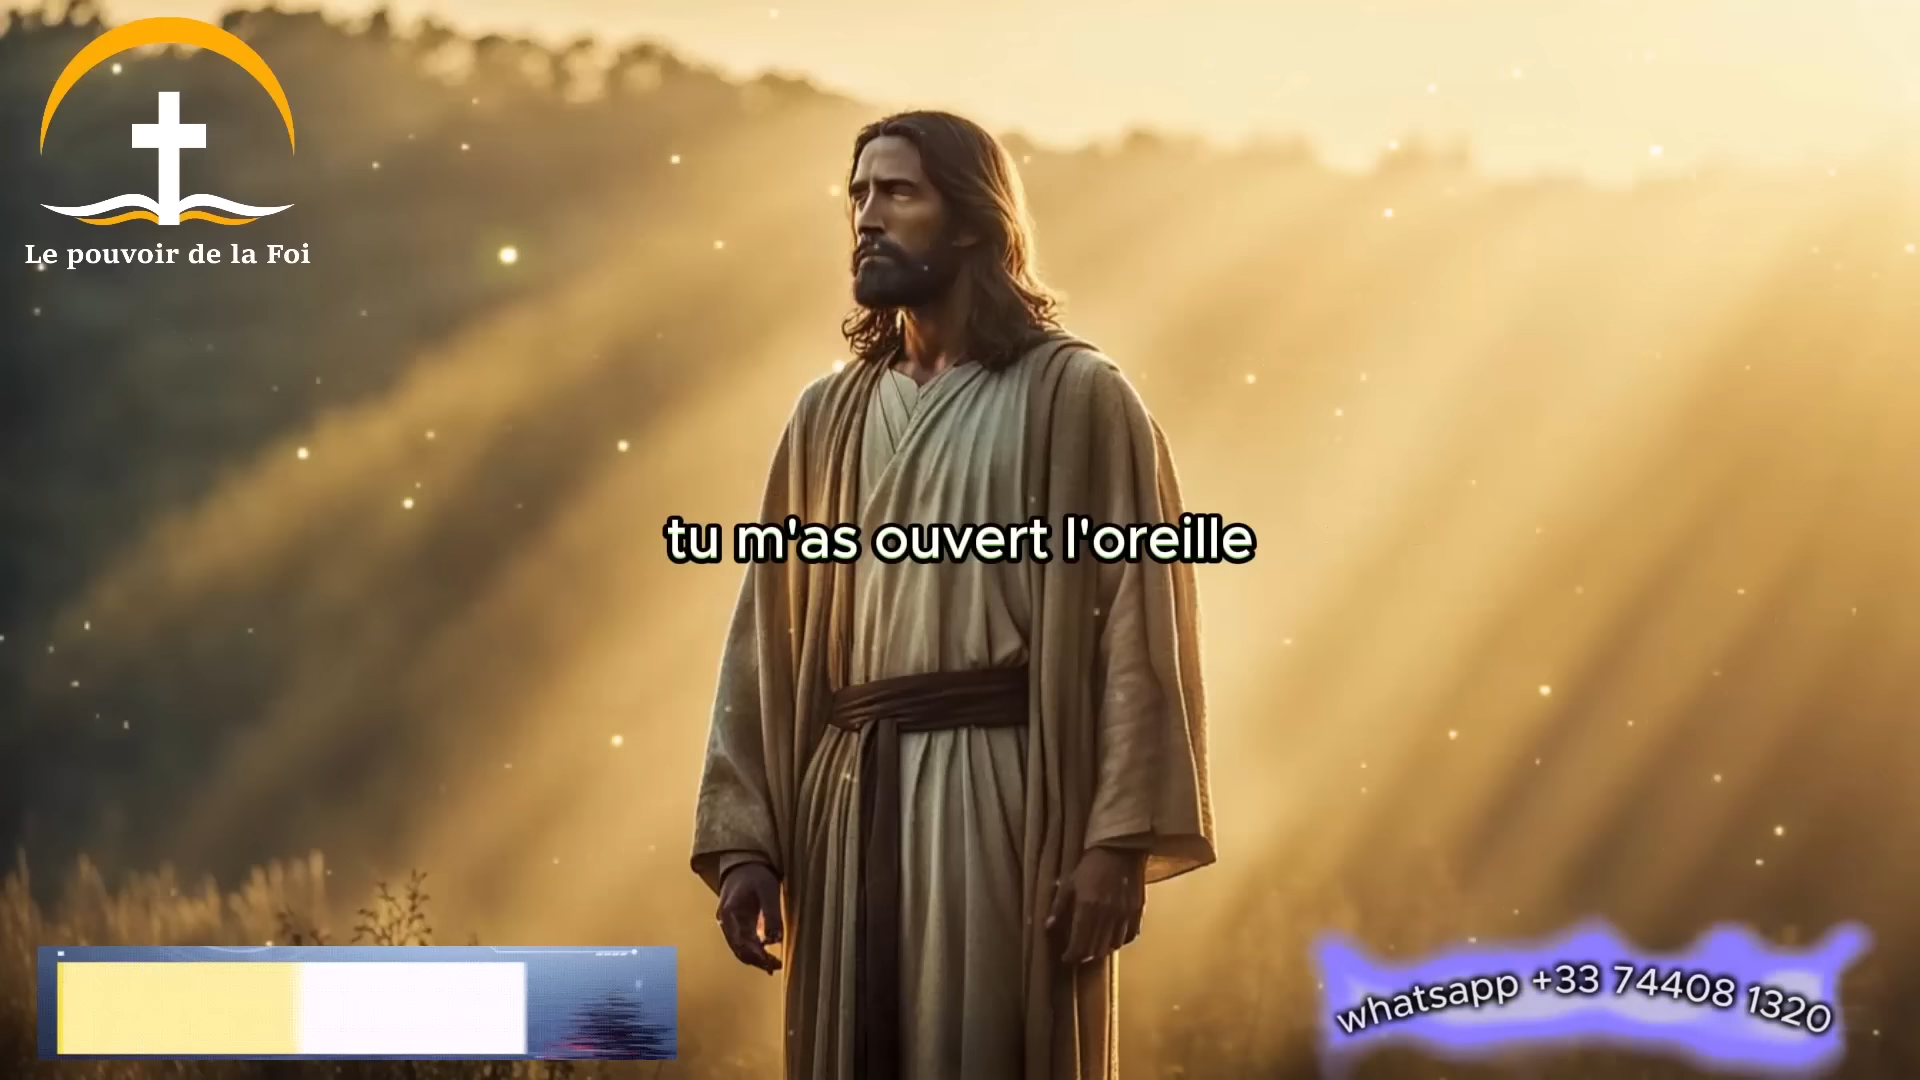 Le pouvoir de la Foi
tu m'as ouvert l'oreille
whatsapp +33 74408 1320